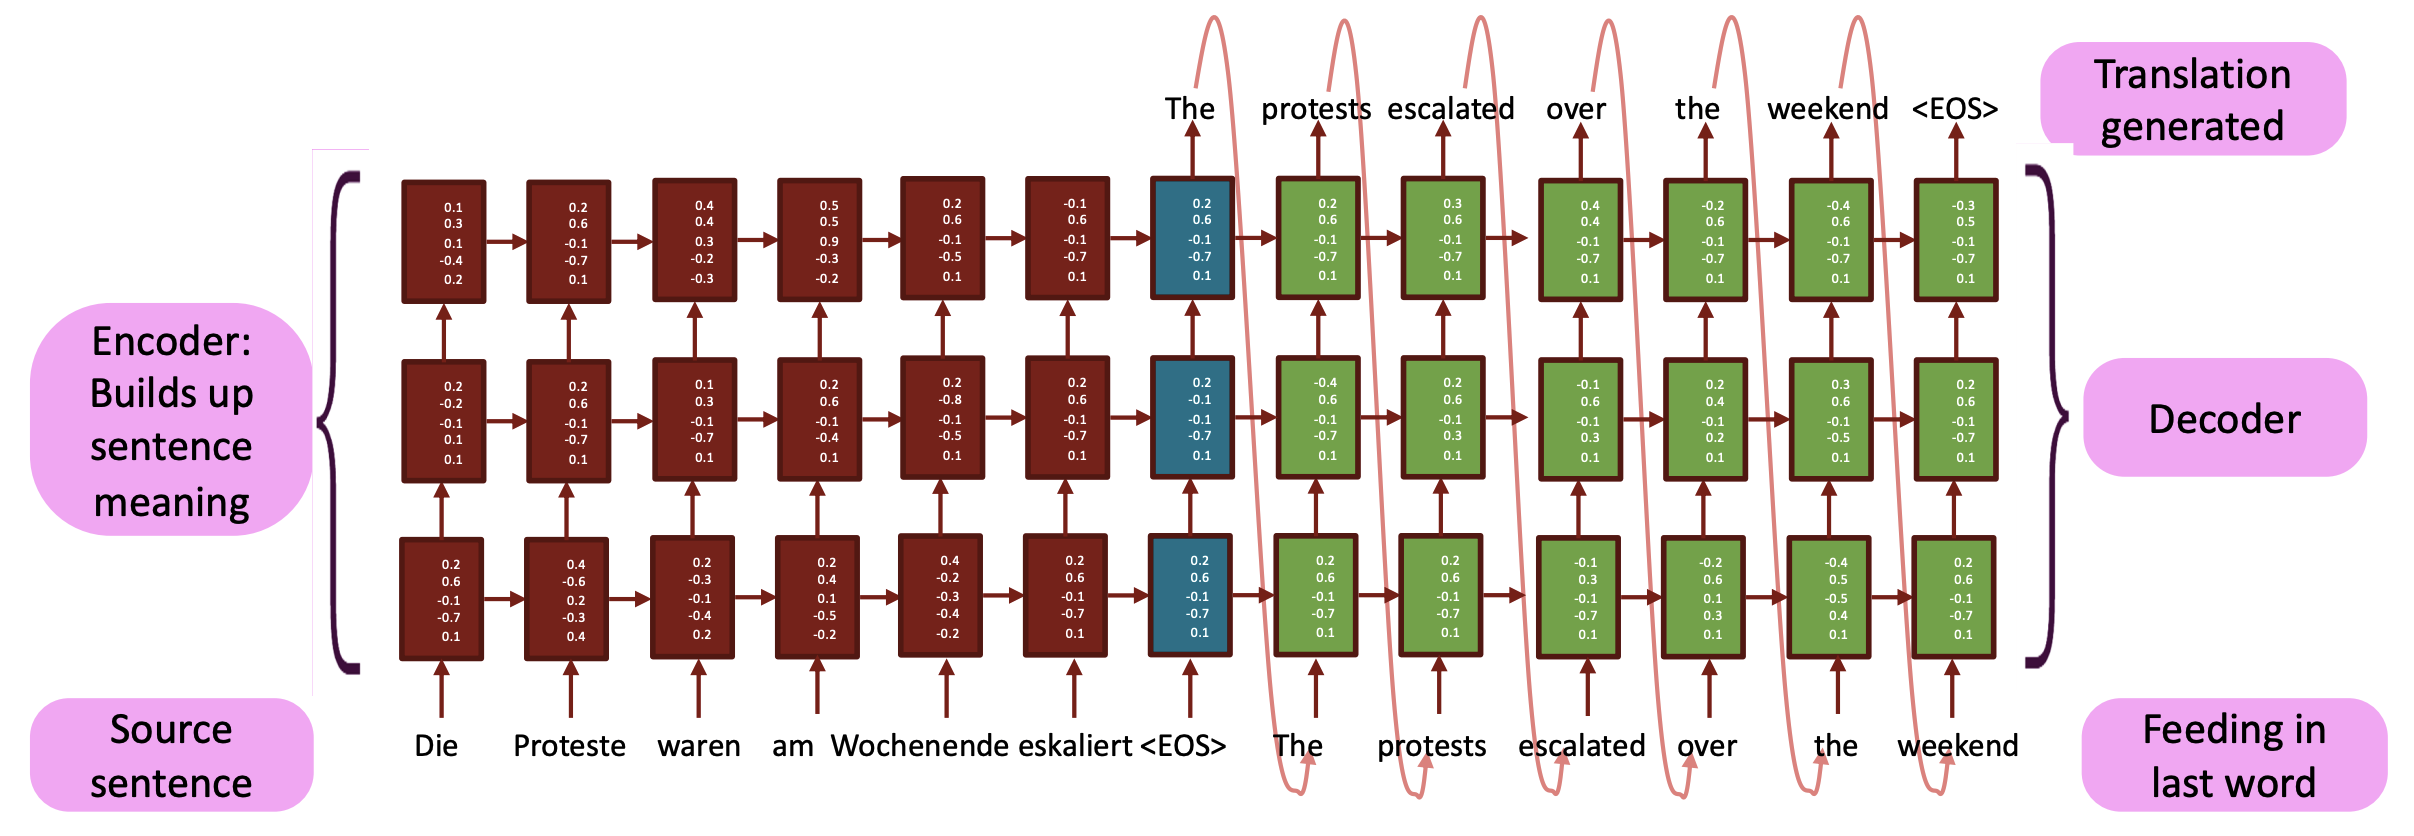 Translation
generated
The protests escalated over the weekend <EOS>
0.1 0.2 0.4 0.5 0.2 -0.1 0.2 0.2 0.3 0.4 -0.2 -0.4 -0.3
0.3 0.6 0.4 0.5 0.6 0.6 0.6 0.6 0.6 0.4 0.6 0.6 0.5
0.1 -0.1 0.3 0.9 -0.1 -0.1 -0.1 -0.1 -0.1 -0.1 -0.1 -0.1 -0.1
-0.4 -0.7 -0.2 -0.3 -0.5 -0.7 -0.7 -0.7 -0.7 -0.7 -0.7 -0.7 -0.7
0.2 0.1 -0.3 -0.2 0.1 0.1 0.1 0.1 0.1 0.1 0.1 0.1 0.1
Encoder:
Builds up
sentence
meaning
0.2 0.2 0.1 0.2 0.2 0.2 0.2 -0.4 0.2 -0.1 0.2 0.3 0.2
-0.2 0.6 0.3 0.6 -0.8 0.6 -0.1 0.6 0.6 0.6 0.4 0.6 0.6
-0.1 -0.1 -0.1 -0.1 -0.1 -0.1 -0.1 -0.1 -0.1 -0.1 -0.1 -0.1 -0.1
0.1 -0.7 -0.7 -0.4 -0.5 -0.7 -0.7 -0.7 0.3 0.3 0.2 -0.5 -0.7
0.1 0.1 0.1 0.1 0.1 0.1 0.1 0.1 0.1 0.1 0.1 0.1 0.1
Decoder
0.2 0.4 0.2 0.2 0.4 0.2 0.2 0.2 0.2 -0.1 -0.2 -0.4 0.2
0.6 -0.6 -0.3 0.4 -0.2 0.6 0.6 0.6 0.6 0.3 0.6 0.5 0.6
-0.1 0.2 -0.1 0.1 -0.3 -0.1 -0.1 -0.1 -0.1 -0.1 0.1 -0.5 -0.1
-0.7 -0.3 -0.4 -0.5 -0.4 -0.7 -0.7 -0.7 -0.7 -0.7 0.3 0.4 -0.7
0.1 0.4 0.2 -0.2 -0.2 0.1 0.1 0.1 0.1 0.1 0.1 0.1 0.1
Source
sentence
Die Proteste waren am Wochenende eskaliert <EOS> The protests escalated over the weekend
Feeding in
last word